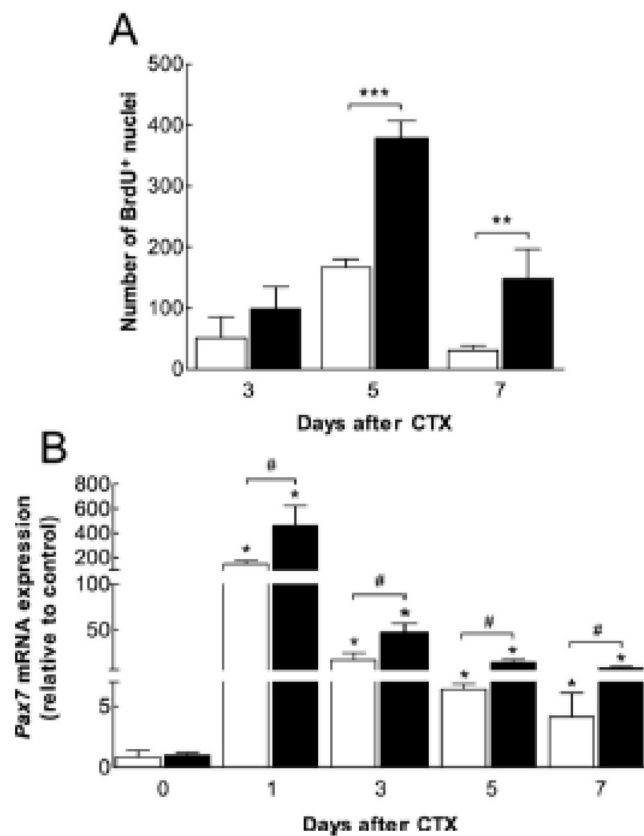 A
500
400
300
200
100
0
Number of BrdU⁺ nuclei
***
**
3 5 7
Days after CTX
B
800
600
400
200
100
50
5
0
Pax7 mRNA expression
(relative to control)
# # # #
* * * * * * * *
0 1 3 5 7
Days after CTX